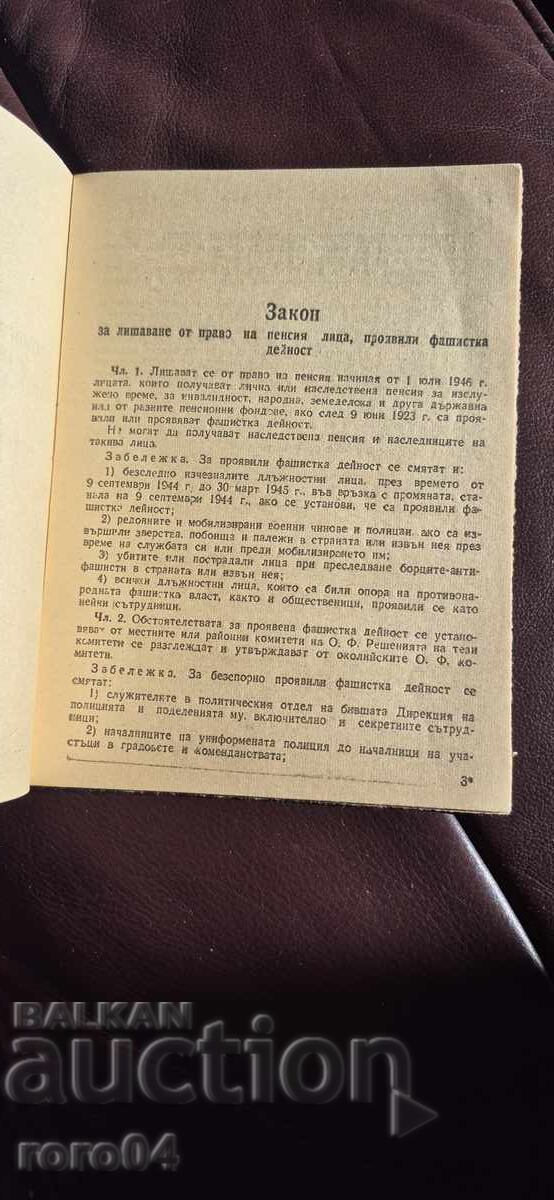 Закон
за лишаване от право на пенсия лица, проявили фашистка
дейност
Чл. 1. Лишават се от право на пенсия начиная от 1 юли 1946 г.
лицата, които получават лична или наследствена пенсия за изслу-
жено време, за инвалидност, народна, земеделска и друга държавна
или от разните пенсионни фондове, ако след 9 юни 1923 г. са проя-
вили или проявяват фашистка дейност.
Не могат да получават наследствена пенсия и наследниците на
такива лица.
Забележка. За проявили фашистка дейност се смятат и:
1) безследно изчезналите длъжностни лица, през времето от
9 септември 1944 г. до 30 март 1945 г., във връзка с промяната, ста-
нала на 9 септември 1944 г., ако се установи, че са проявили фа-
шистка дейност;
2) редовните и мобилизирани военни чинове и полицаи, ако са из-
вършили зверства, побоища и палежи в страната или извън нея през
време на службата си или преди мобилизирането им;
3) убитите или пострадали лица при преследване борците-анти-
фашисти в страната или извън нея;
4) всички длъжностни лица, които са били опора на противона-
родната фашистка власт, както и общественици, проявили се като
нейни сътрудници.
Чл. 2. Обстоятелствата за проявена фашистка дейност се устано-
вяват от местните или районни комитети на О. Ф. Решенията на тези
комитети се разглеждат и утвърждават от околийските О. Ф. ко-
митети.
Забележка. За безспорно проявили фашистка дейност се
смятат:
1) служителите в политическия отдел на бившата Дирекция на
полицията и поделенията му, включително и секретните сътруд-
ници;
2) началниците на униформената полиция до началници на уча-
стъци в градовете и комендантствата;
3*
BALKAN
auction
roro04